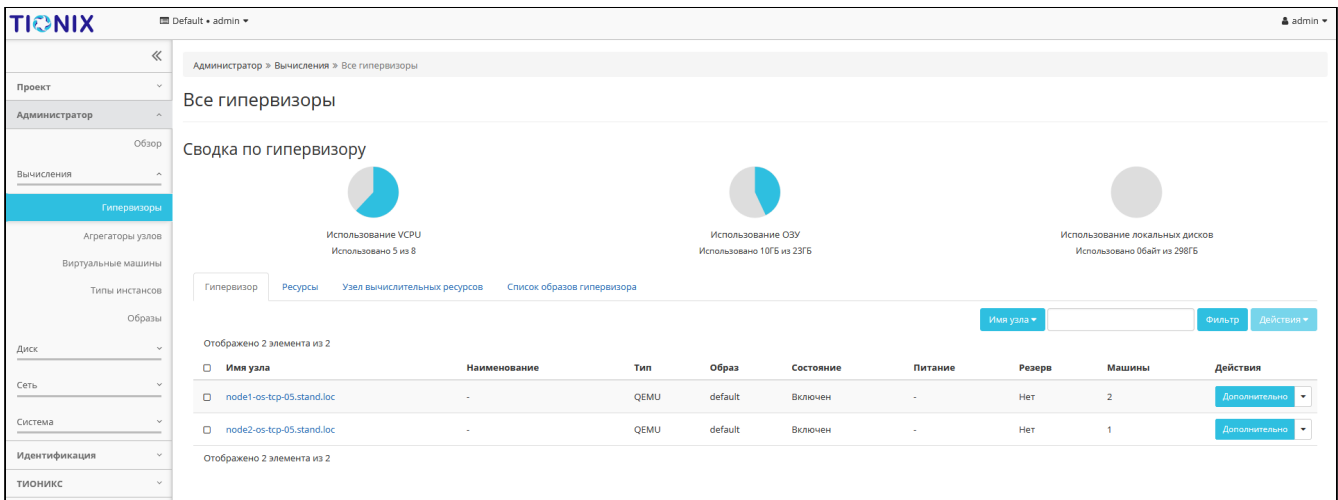 TIONIX
Default • admin
admin
Администратор » Вычисления » Все гипервизоры
Проект
Администратор
Обзор
Вычисления
Гипервизоры
Агрегаторы узлов
Виртуальные машины
Типы инстансов
Образы
Диск
Сеть
Система
Идентификация
ТИОНИКС
Все гипервизоры
Сводка по гипервизору
Использование VCPU
Использовано 5 из 8
Использование ОЗУ
Использовано 10ГБ из 23ГБ
Использование локальных дисков
Использовано 0байт из 298ГБ
Гипервизор Ресурсы Узел вычислительных ресурсов Список образов гипервизора
Имя узла Фильтр Действия
Отображено 2 элемента из 2
Имя узла Наименование Тип Образ Состояние Питание Резерв Машины Действия
node1-os-tcp-05.stand.loc - QEMU default Включен - Нет 2 Дополнительно
node2-os-tcp-05.stand.loc - QEMU default Включен - Нет 1 Дополнительно
Отображено 2 элемента из 2